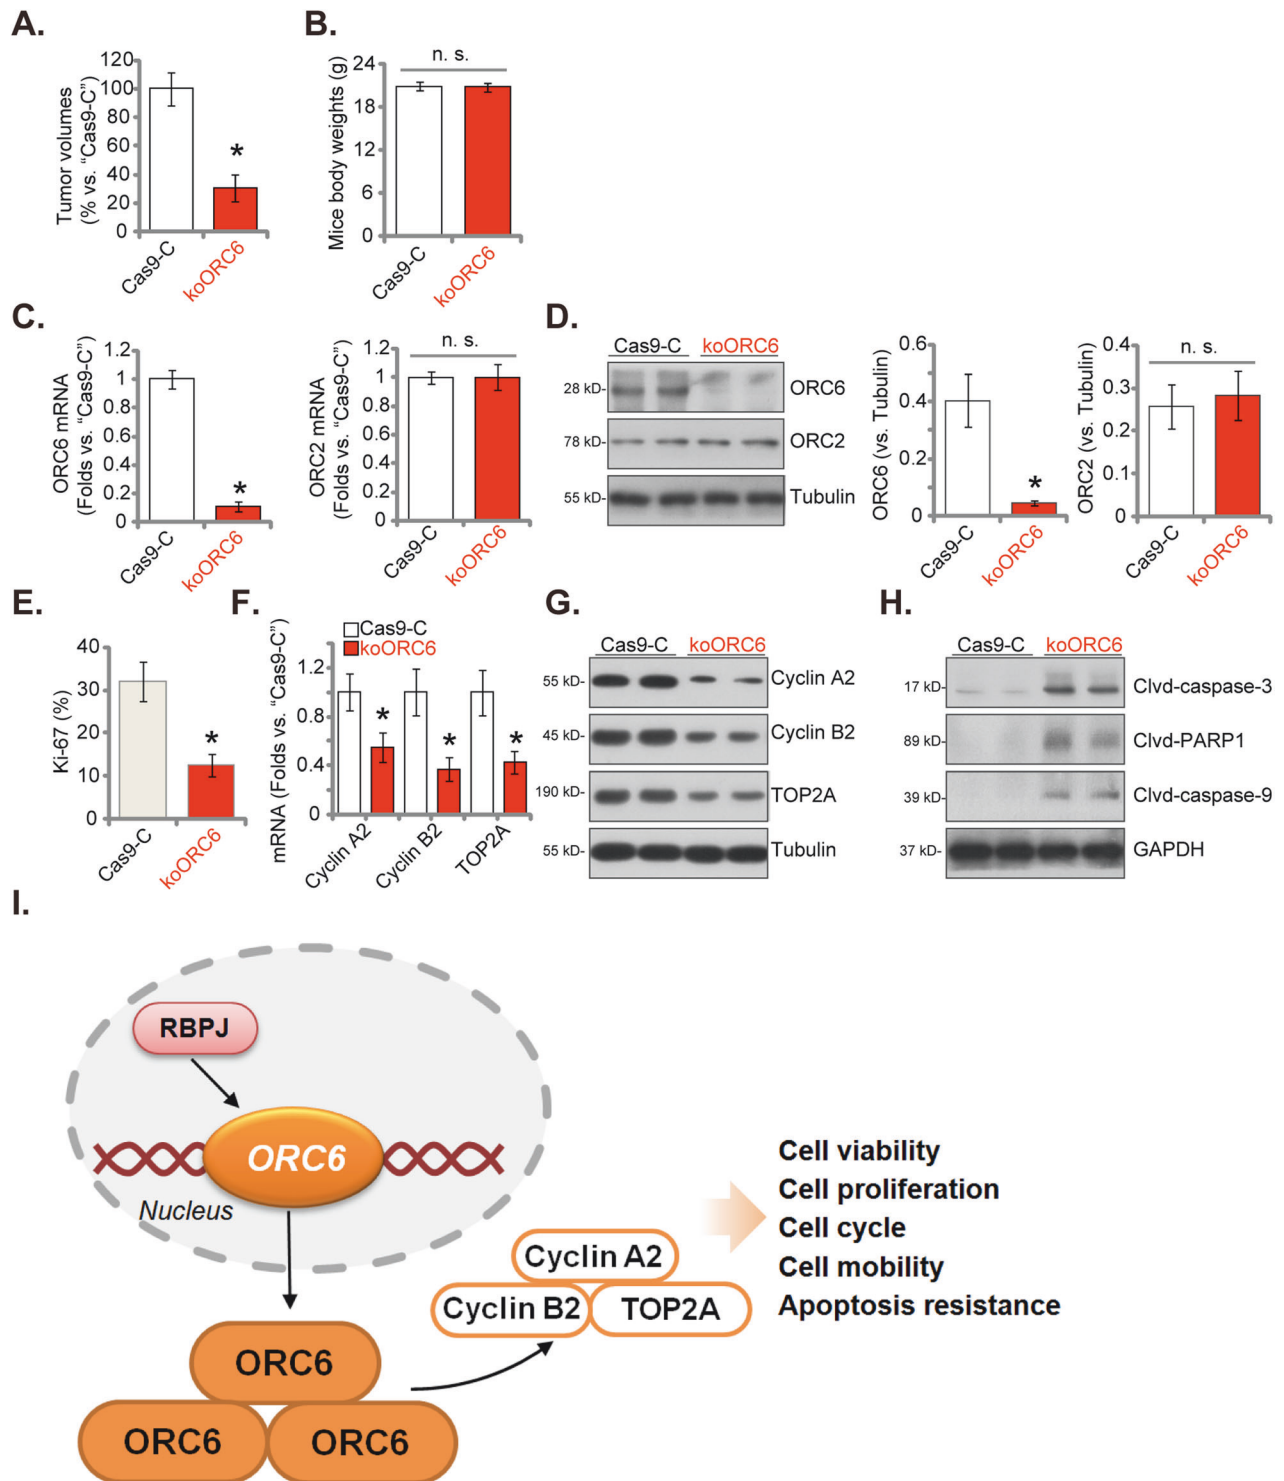 A.
Tumor volumes
(% vs. “Cas9-C”)
120
100
80
60
40
20
0
*
Cas9-C
koORC6
B.
Mice body weights (g)
24
18
12
6
0
n. s.
Cas9-C
koORC6
C.
ORC6 mRNA
(Folds vs. “Cas9-C”)
1.2
1
0.8
0.6
0.4
0.2
0
*
Cas9-C
koORC6
ORC2 mRNA
(Folds vs. “Cas9-C”)
1.2
1
0.8
0.6
0.4
0.2
0
n. s.
Cas9-C
koORC6
D.
Cas9-C koORC6
28 kD- ORC6
78 kD- ORC2
55 kD- Tubulin
ORC6 (vs. Tubulin)
0.6
0.4
0.2
0
*
Cas9-C
koORC6
ORC2 (vs. Tubulin)
0.4
0.3
0.2
0.1
0
n. s.
Cas9-C
koORC6
E.
Ki-67 (%)
40
30
20
10
0
*
Cas9-C
koORC6
F.
mRNA (Folds vs. “Cas9-C”)
Cas9-C
koORC6
1.2
0.8
0.4
0
* * *
Cyclin A2
Cyclin B2
TOP2A
G.
Cas9-C koORC6
55 kD- Cyclin A2
45 kD- Cyclin B2
190 kD- TOP2A
55 kD- Tubulin
H.
Cas9-C koORC6
17 kD- Clvd-caspase-3
89 kD- Clvd-PARP1
39 kD- Clvd-caspase-9
37 kD- GAPDH
I.
RBPJ
ORC6
Nucleus
ORC6
ORC6 ORC6
Cyclin A2
Cyclin B2 TOP2A
Cell viability
Cell proliferation
Cell cycle
Cell mobility
Apoptosis resistance